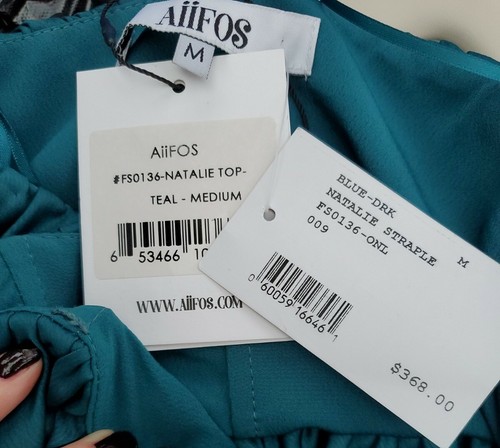 AiiFOS
M
AiiFOS
#FS0136-NATALIE TOP-
TEAL - MEDIUM
6 53466 10
WWW.AiiFOS.COM
BLUE-DRK
NATALIE STRAPLE M
FS0136-ONL
009
0 60059 16646 1
$368.00